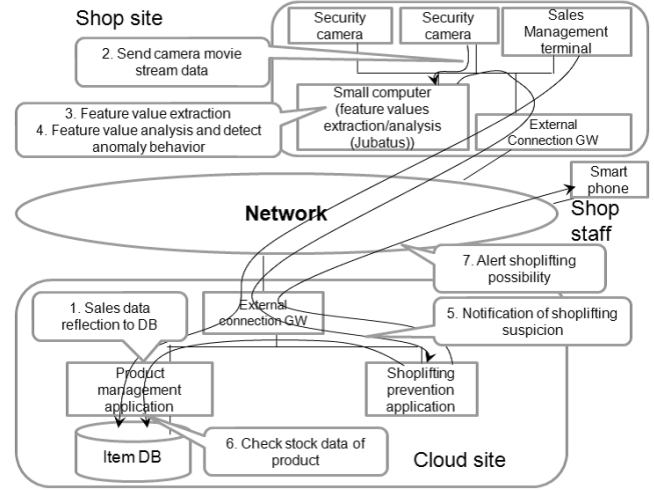 Shop site
Security
camera
Security
camera
Sales
Management
terminal
2. Send camera movie
stream data
3. Feature value extraction
4. Feature value analysis and detect
anomaly behavior
Small computer
(feature values
extraction/analysis
(Jubatus))
External
Connection GW
Smart
phone
Network
Shop
staff
7. Alert shoplifting
possibility
1. Sales data
reflection to DB
External
connection GW
5. Notification of shoplifting
suspicion
Product
management
application
Shoplifting
prevention
application
Item DB
6. Check stock data of
product
Cloud site